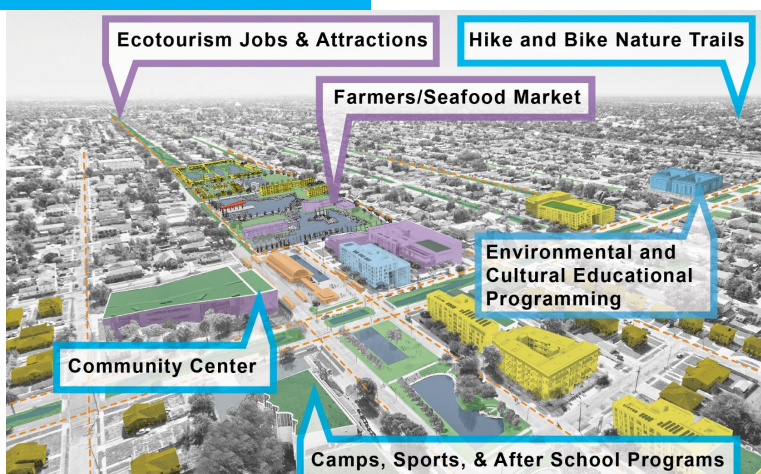 Ecotourism Jobs & Attractions
Hike and Bike Nature Trails
Farmers/Seafood Market
Environmental and
Cultural Educational
Programming
Community Center
Camps, Sports, & After School Programs